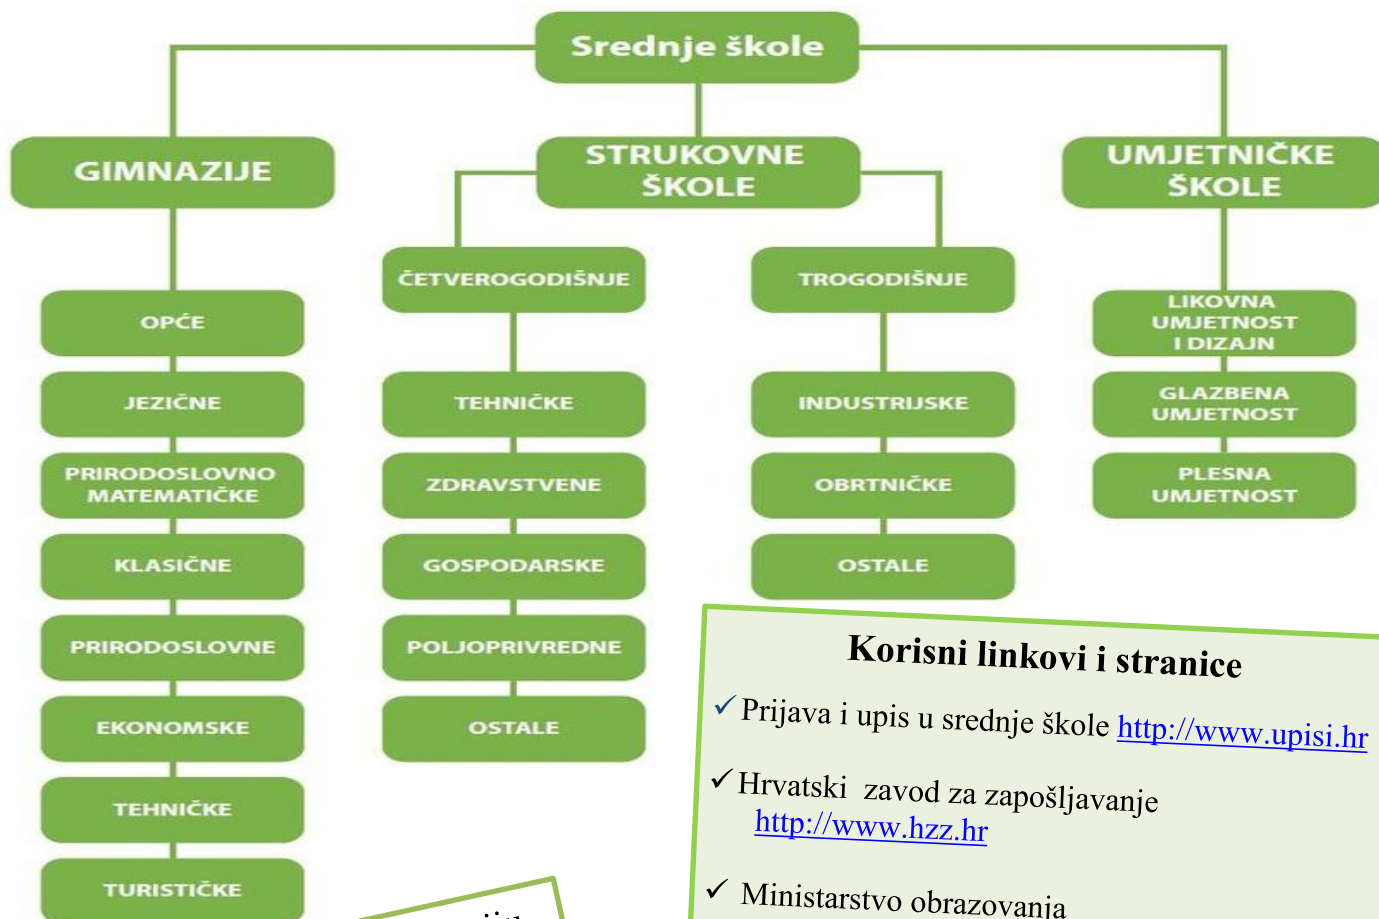 Srednje škole
GIMNAZIJE
STRUKOVNE
ŠKOLE
UMJETNIČKE
ŠKOLE
OPĆE
JEZIČNE
PRIRODOSLOVNO
MATEMATIČKE
KLASIČNE
PRIRODOSLOVNE
EKONOMSKE
TEHNIČKE
TURISTIČKE
ČETVEROGODIŠNJE
TEHNIČKE
ZDRAVSTVENE
GOSPODARSKE
POLJOPRIVREDNE
OSTALE
TROGODIŠNJE
INDUSTRIJSKE
OBRTNIČKE
OSTALE
LIKOVNA
UMJETNOST
I DIZAJN
GLAZBENA
UMJETNOST
PLESNA
UMJETNOST
Korisni linkovi i stranice
✓ Prijava i upis u srednje škole http://www.upisi.hr
✓ Hrvatski zavod za zapošljavanje
http://www.hzz.hr
✓ Ministarstvo obrazovanja